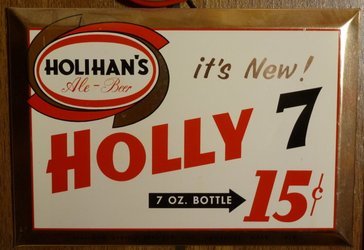 HOLIHAN'S
Ale - Beer
it's New!
HOLLY 7
7 OZ. BOTTLE
15¢